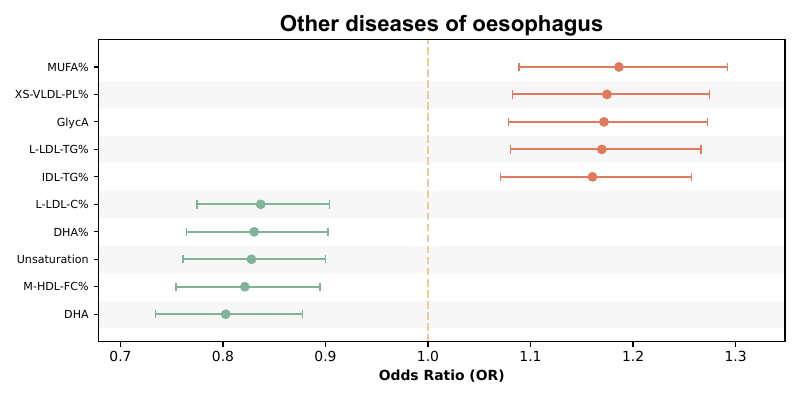 Other diseases of oesophagus
MUFA%
XS-VLDL-PL%
GlycA
L-LDL-TG%
IDL-TG%
L-LDL-C%
DHA%
Unsaturation
M-HDL-FC%
DHA
0.7 0.8 0.9 1.0 1.1 1.2 1.3
Odds Ratio (OR)